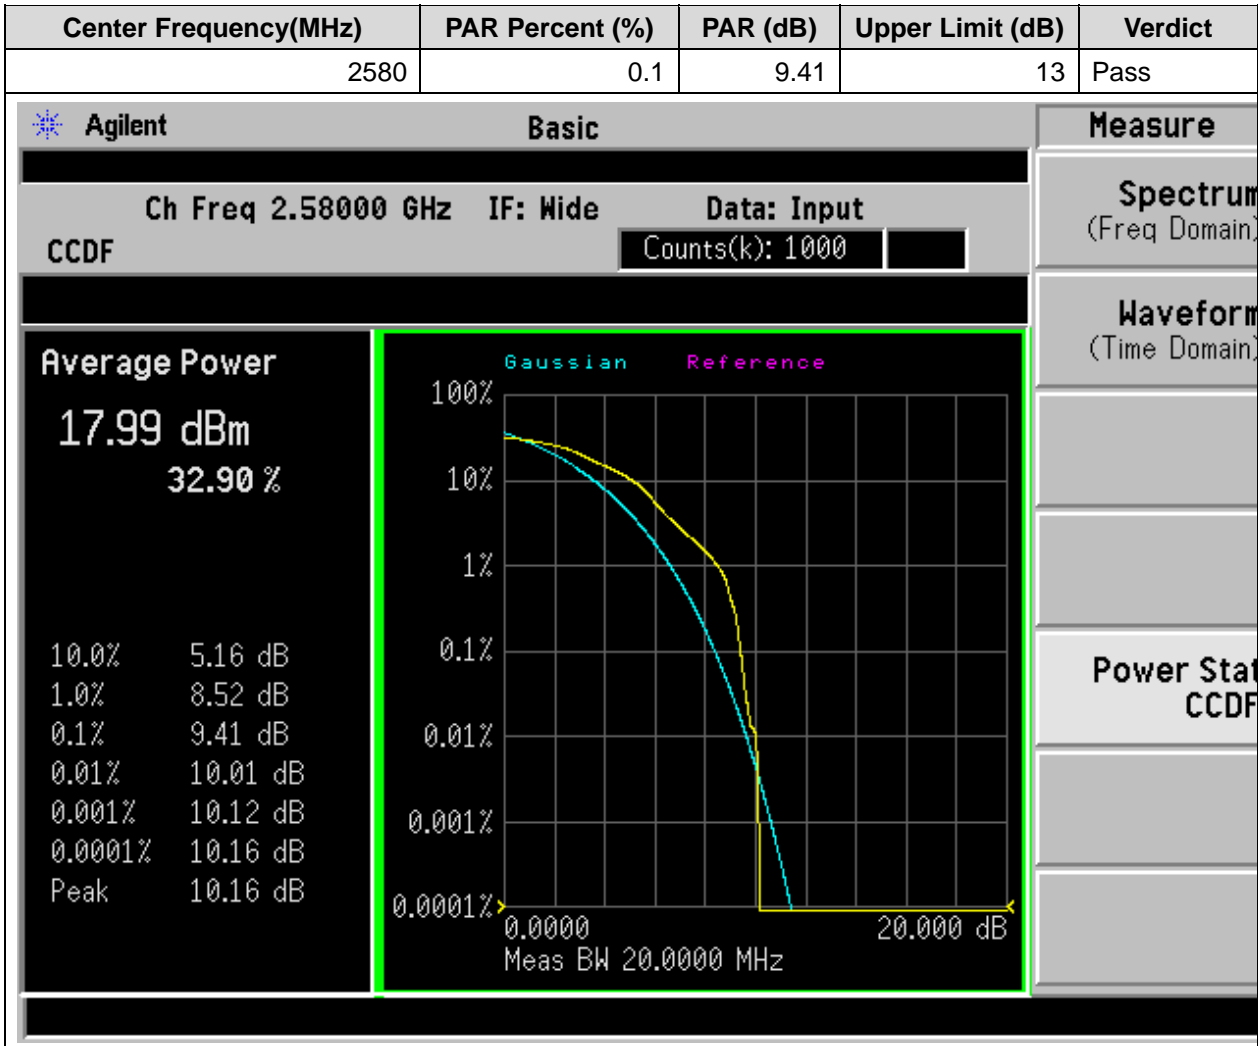 Center Frequency(MHz) PAR Percent (%) PAR (dB) Upper Limit (dB) Verdict
2580 0.1 9.41 13 Pass
Agilent Basic Measure
Ch Freq 2.58000 GHz IF: Wide Data: Input
CCDF Counts(k): 1000
Spectrum
(Freq Domain)
Waveform
(Time Domain)
Power Stat
CCDF
Average Power
17.99 dBm
32.90 %
10.0% 5.16 dB
1.0% 8.52 dB
0.1% 9.41 dB
0.01% 10.01 dB
0.001% 10.12 dB
0.0001% 10.16 dB
Peak 10.16 dB
Gaussian Reference
100%
10%
1%
0.1%
0.01%
0.001%
0.0001%
0.0000 20.000 dB
Meas BW 20.0000 MHz